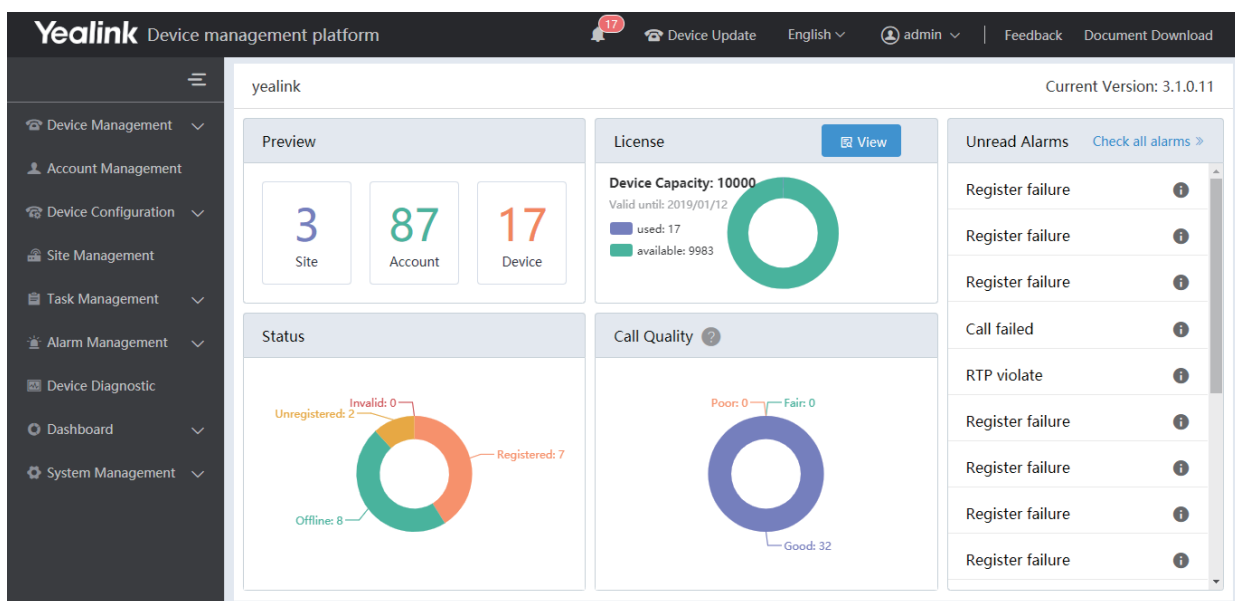 Yealink Device management platform
17
Device Update
English
admin
Feedback
Document Download
yealink
Current Version: 3.1.0.11
Device Management
Account Management
Device Configuration
Site Management
Task Management
Alarm Management
Device Diagnostic
Dashboard
System Management
Preview
3
Site
87
Account
17
Device
License
View
Device Capacity: 10000
Valid until: 2019/01/12
used: 17
available: 9983
Status
Invalid: 0
Unregistered: 2
Registered: 7
Offline: 8
Call Quality ?
Poor: 0
Fair: 0
Good: 32
Unread Alarms
Check all alarms »
Register failure
Register failure
Register failure
Call failed
RTP violate
Register failure
Register failure
Register failure
Register failure